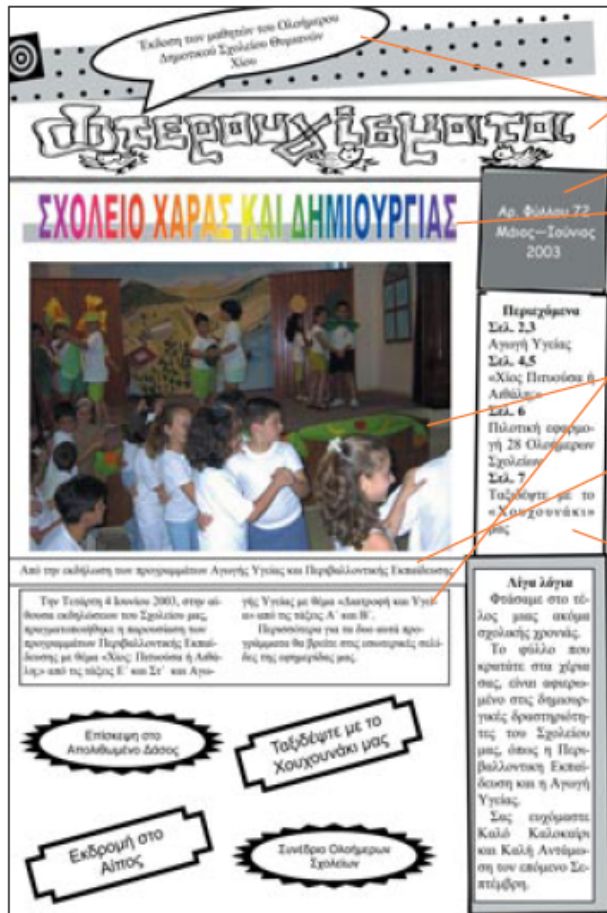 Έκδοση των μαθητών του Ολοήμερου
Δημοτικού Σχολείου Θυμιανών
Χίου
Φτερουγίσματα
ΣΧΟΛΕΙΟ ΧΑΡΑΣ ΚΑΙ ΔΗΜΙΟΥΡΓΙΑΣ
Αρ. Φύλλου 72
Μάιος–Ιούνιος
2003
Περιεχόμενα
Σελ. 2,3
Αγωγή Υγείας
Σελ. 4,5
«Χίος Πιτυούσα ή
Αιθάλη;»
Σελ. 6
Πιλοτική εφαρμο-
γή 28 Ολοήμερων
Σχολείων
Σελ. 7
Ταξιδέψτε με το
«Χουχουνάκι»
μας
Από την εκδήλωση των προγραμμάτων Αγωγής Υγείας και Περιβαλλοντικής Εκπαίδευσης
Την Τετάρτη 4 Ιουνίου 2003, στην αί-
θουσα εκδηλώσεων του Σχολείου μας,
πραγματοποιήθηκε η παρουσίαση των
προγραμμάτων Περιβαλλοντικής Εκπαί-
δευσης με θέμα «Χίος: Πιτυούσα ή Αιθά-
λη;» από τις τάξεις Ε΄ και Στ΄ και Αγω-
γής Υγείας με θέμα «Διατροφή και Υγεί-
α» από τις τάξεις Α΄ και Β΄.
Περισσότερα για τα δυο αυτά προ-
γράμματα θα βρείτε στις εσωτερικές σελί-
δες της εφημερίδας μας.
Λίγα λόγια
Φτάσαμε στο τέ-
λος μιας ακόμα
σχολικής χρονιάς.
Το φύλλο που
κρατάτε στα χέρια
σας, είναι αφιερω-
μένο στις δημιουρ-
γικές δραστηριότη-
τες του Σχολείου
μας, όπως η Περι-
βαλλοντική Εκπαί-
δευση και η Αγωγή
Υγείας.
Σας ευχόμαστε
Καλό Καλοκαίρι
και Καλή Αντάμω-
ση τον επόμενο Σε-
πτέμβρη.
Επίσκεψη στο
Απολιθωμένο Δάσος
Ταξιδέψτε με το
Χουχουνάκι μας
Εκδρομή στο
Αίπος
Συνέδριο Ολοήμερων
Σχολείων